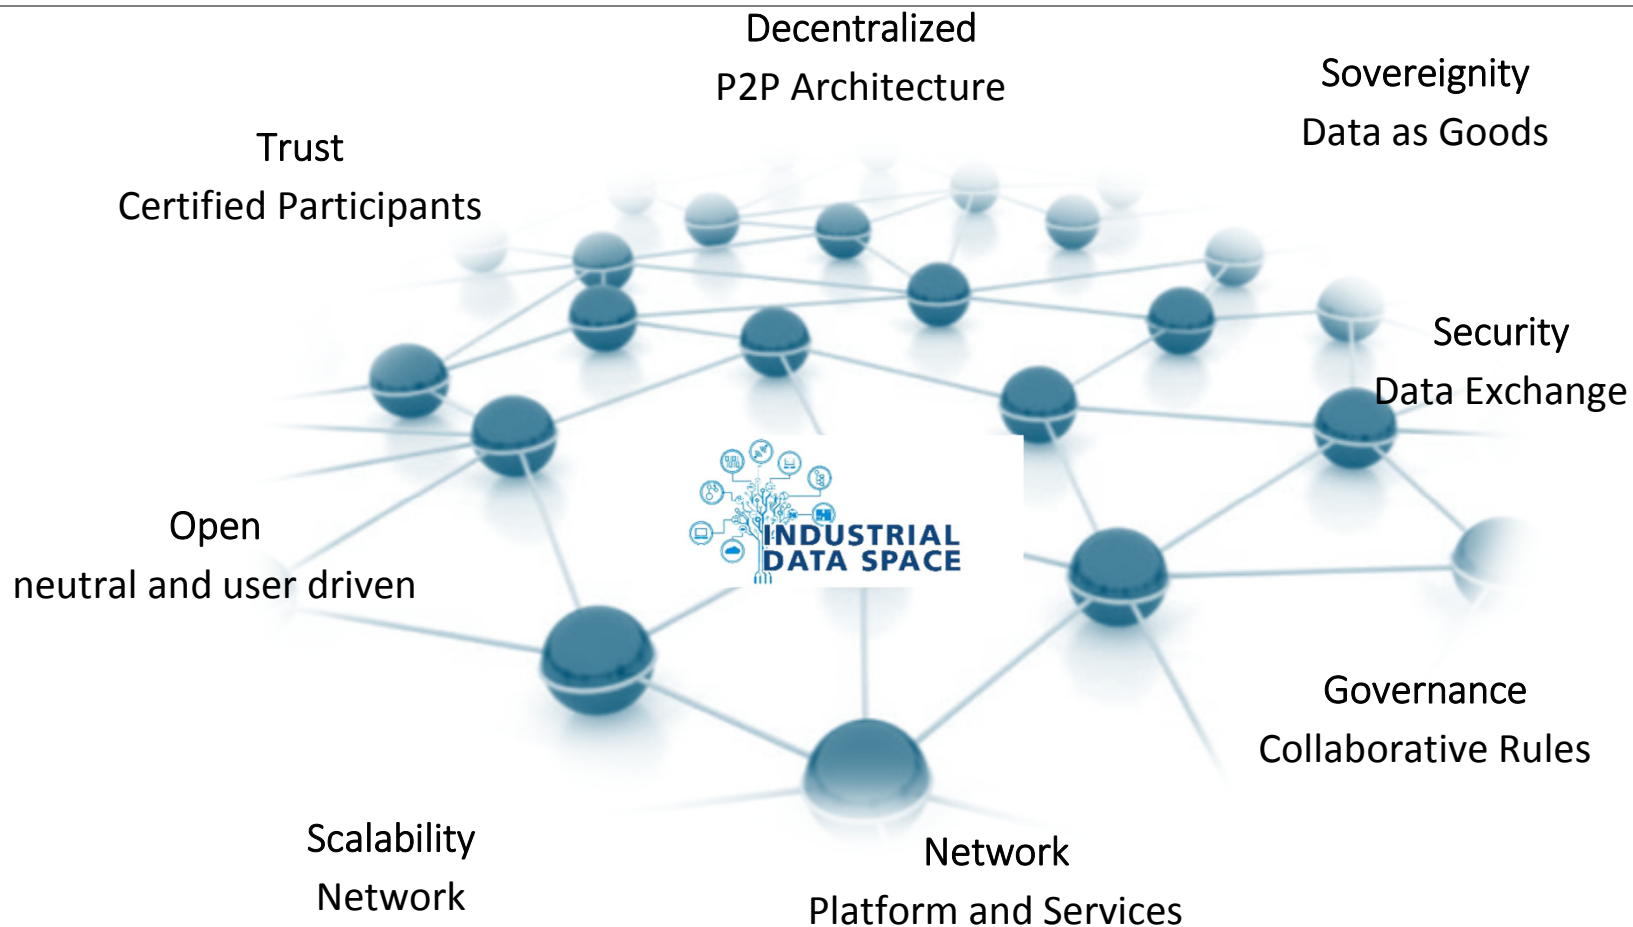 Decentralized
P2P Architecture
Sovereignity
Data as Goods
Trust
Certified Participants
Security
Data Exchange
INDUSTRIAL
DATA SPACE
Open
neutral and user driven
Governance
Collaborative Rules
Scalability
Network
Network
Platform and Services